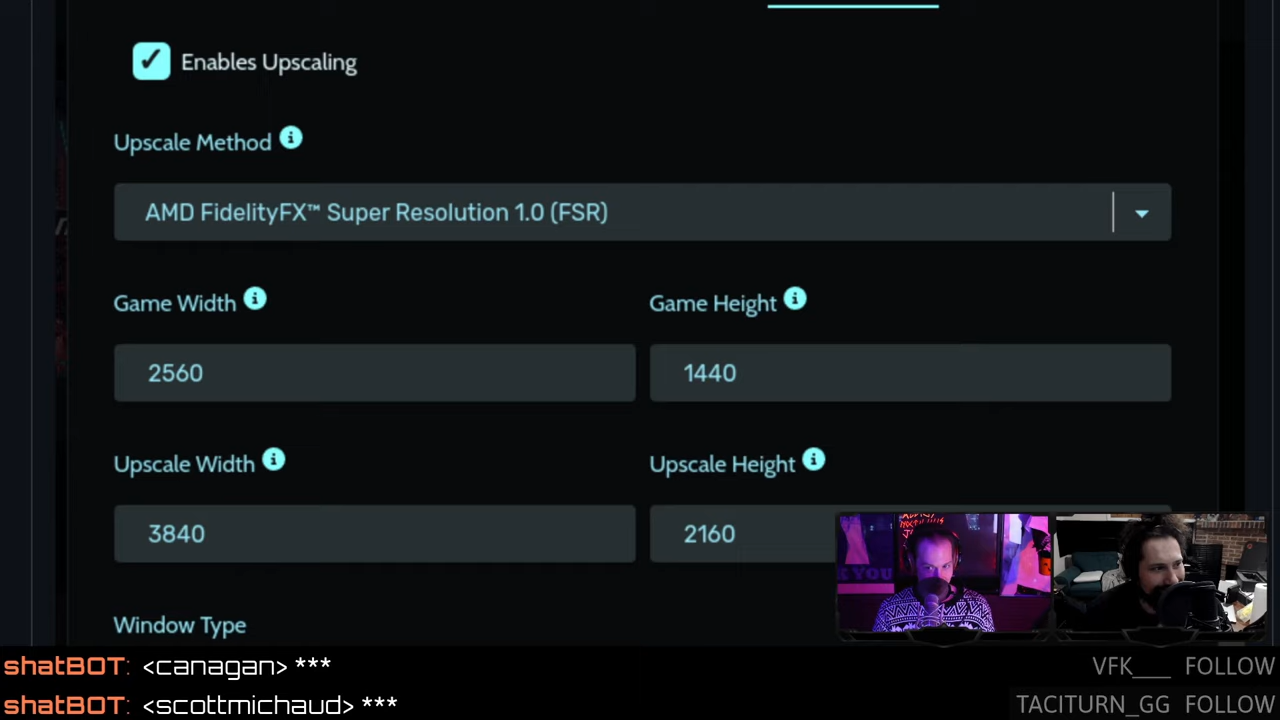 Enables Upscaling
Upscale Method
AMD FidelityFX™ Super Resolution 1.0 (FSR)
Game Width
Game Height
2560
1440
Upscale Width
Upscale Height
3840
2160
Window Type
shatBOT: <canagan> ***
VFK___ FOLLOW
shatBOT: <scottmichaud> ***
TACITURN_GG FOLLOW